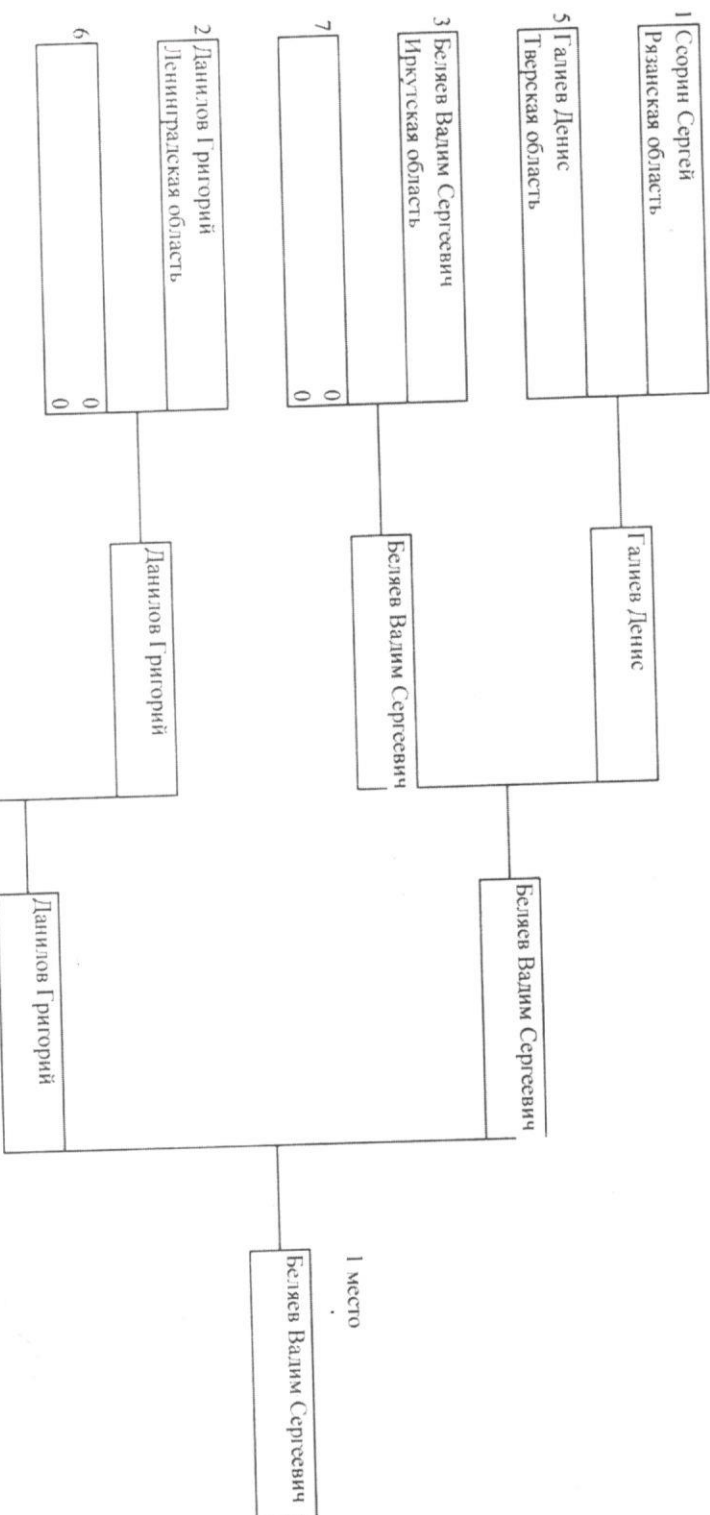 1 Ссорин Сергей
Рязанская область
5 Галиев Денис
Тверская область
3 Беляев Вадим Сергеевич
Иркутская область
7
0
0
2 Данилов Григорий
Ленинградская область
6
0
0
Галиев Денис
Беляев Вадим Сергеевич
Данилов Григорий
Беляев Вадим Сергеевич
Данилов Григорий
1 место
Беляев Вадим Сергеевич